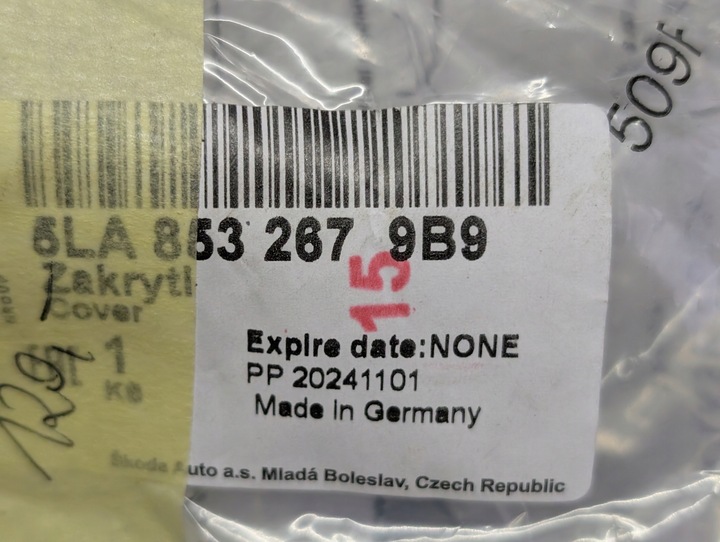 509F
6LA 853 267 9B9
15
Zakrytí
Cover
1
KS
Expire date:NONE
PP 20241101
Made in Germany
Škoda Auto a.s. Mladá Boleslav, Czech Republic